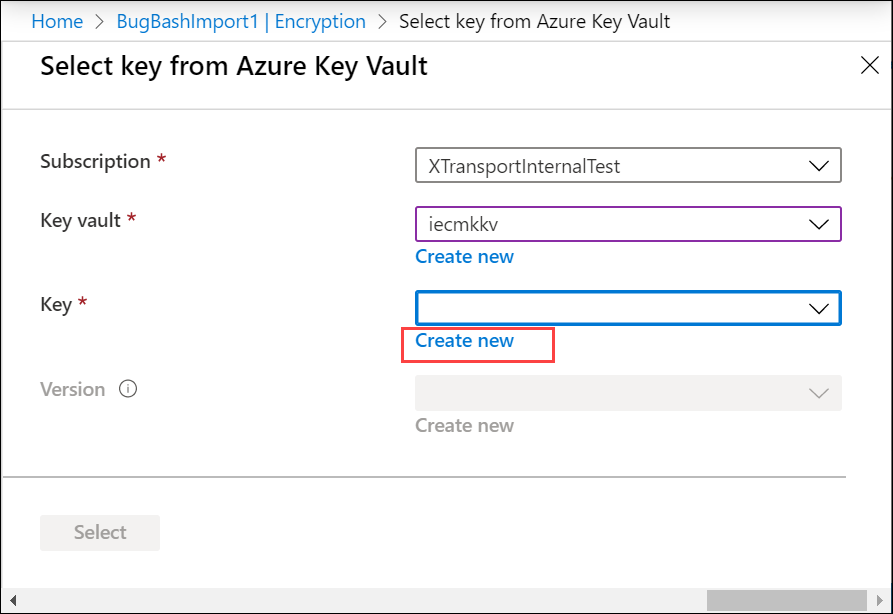 Home > BugBashImport1 | Encryption > Select key from Azure Key Vault
Select key from Azure Key Vault
Subscription *
XTransportInternalTest
Key vault *
iecmkkv
Create new
Key *
Create new
Version
Create new
Select